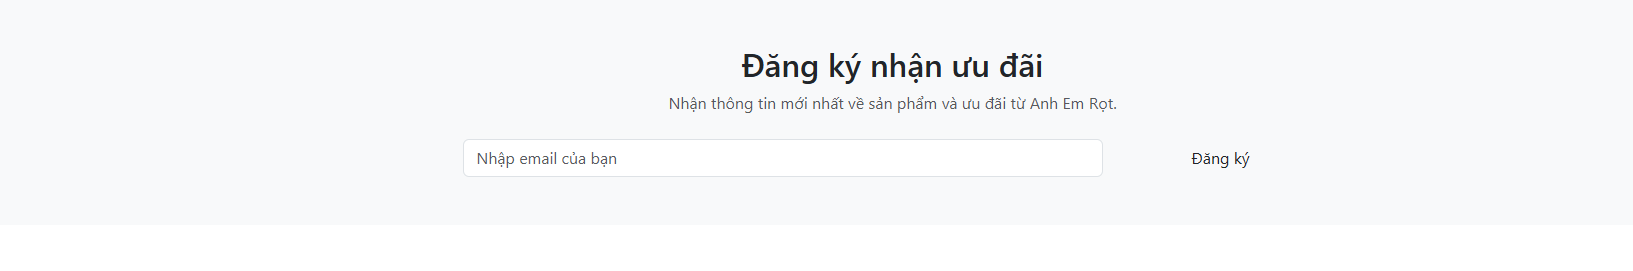 Đăng ký nhận ưu đãi
Nhận thông tin mới nhất về sản phẩm và ưu đãi từ Anh Em Rọt.
Nhập email của bạn
Đăng ký